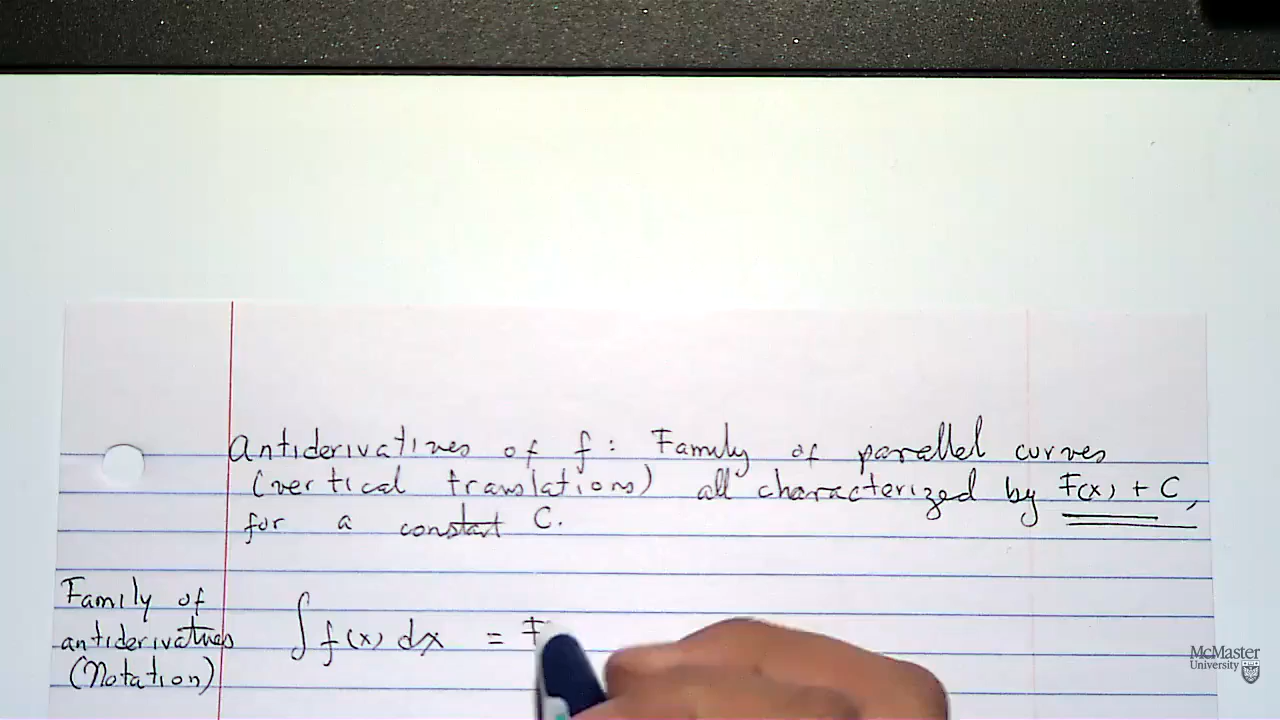 Antiderivatives of f: Family of parallel curves
(vertical translations) all characterized by F(x) + C,
for a constant C.
Family of
antiderivatives
(Notation)
∫ f(x) dx = F
McMaster
University